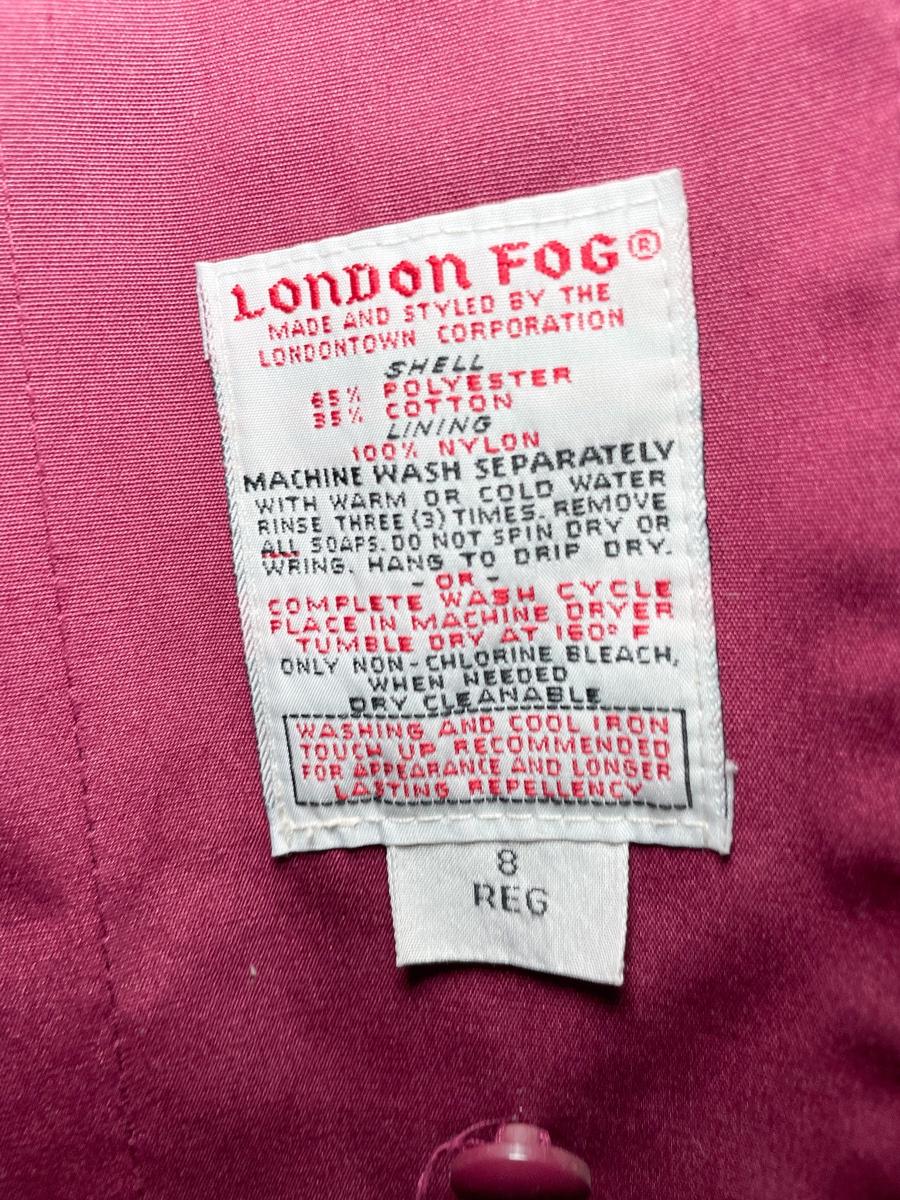 LONDON FOG®
MADE AND STYLED BY THE
LONDONTOWN CORPORATION
SHELL
65% POLYESTER
35% COTTON
LINING
100% NYLON
MACHINE WASH SEPARATELY
WITH WARM OR COLD WATER
RINSE THREE (3) TIMES. REMOVE
ALL SOAPS. DO NOT SPIN DRY OR
WRING. HANG TO DRIP DRY.
- OR -
COMPLETE WASH CYCLE
PLACE IN MACHINE DRYER
TUMBLE DRY AT 160° F
ONLY NON-CHLORINE BLEACH,
WHEN NEEDED
DRY CLEANABLE
WASHING AND COOL IRON
TOUCH UP RECOMMENDED
FOR APPEARANCE AND LONGER
LASTING REPELLENCY
8
REG